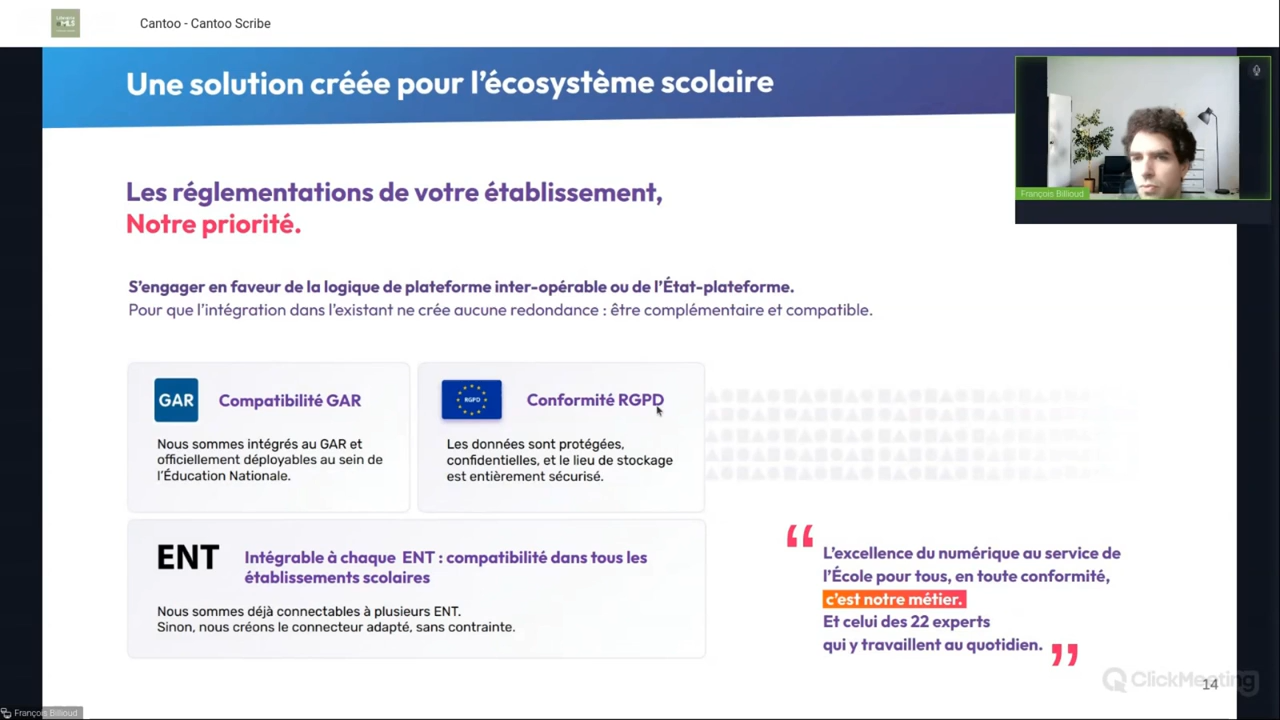 Cantoo - Cantoo Scribe
Une solution créée pour l'écosystème scolaire
François Billioud
Les réglementations de votre établissement,
Notre priorité.
S'engager en faveur de la logique de plateforme inter-opérable ou de l'État-plateforme.
Pour que l'intégration dans l'existant ne crée aucune redondance : être complémentaire et compatible.
GAR
Compatibilité GAR
Nous sommes intégrés au GAR et
officiellement déployables au sein de
l'Éducation Nationale.
RGPD
Conformité RGPD
Les données sont protégées,
confidentielles, et le lieu de stockage
est entièrement sécurisé.
ENT
Intégrable à chaque ENT : compatibilité dans tous les
établissements scolaires
Nous sommes déjà connectables à plusieurs ENT.
Sinon, nous créons le connecteur adapté, sans contrainte.
“
L'excellence du numérique au service de
l'École pour tous, en toute conformité,
c'est notre métier.
Et celui des 22 experts
qui y travaillent au quotidien.
”
ClickMeeting
14
François Billioud